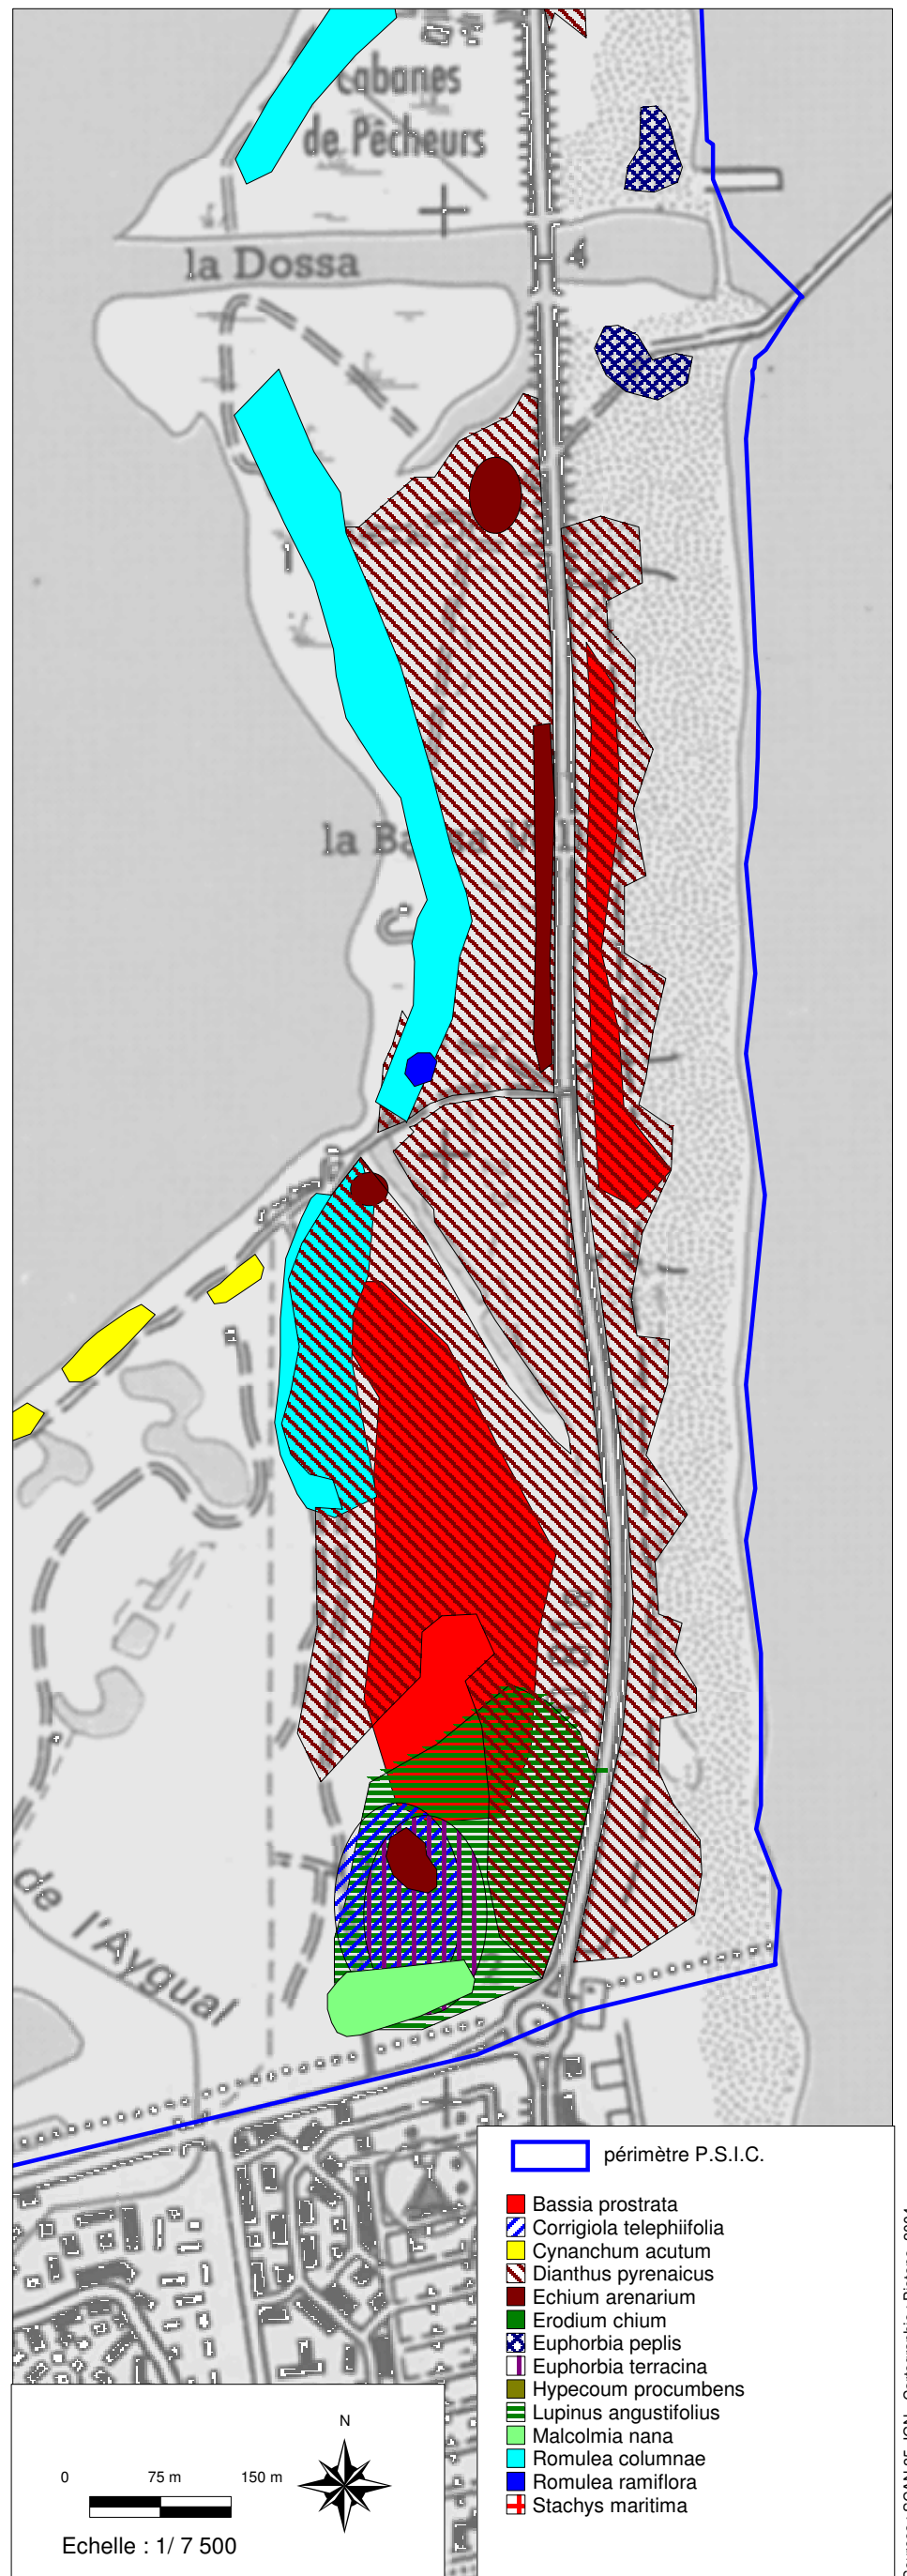 Cabanes
de Pêcheurs
la Dossa
4
de l'Aygual
périmètre P.S.I.C.
Bassia prostrata
Corrigiola telephiifolia
Cynanchum acutum
Dianthus pyrenaicus
Echium arenarium
Erodium chium
Euphorbia peplis
Euphorbia terracina
Hypecoum procumbens
Lupinus angustifolius
Malcolmia nana
Romulea columnae
Romulea ramiflora
Stachys maritima
N
0 75 m 150 m
Echelle : 1/ 7 500